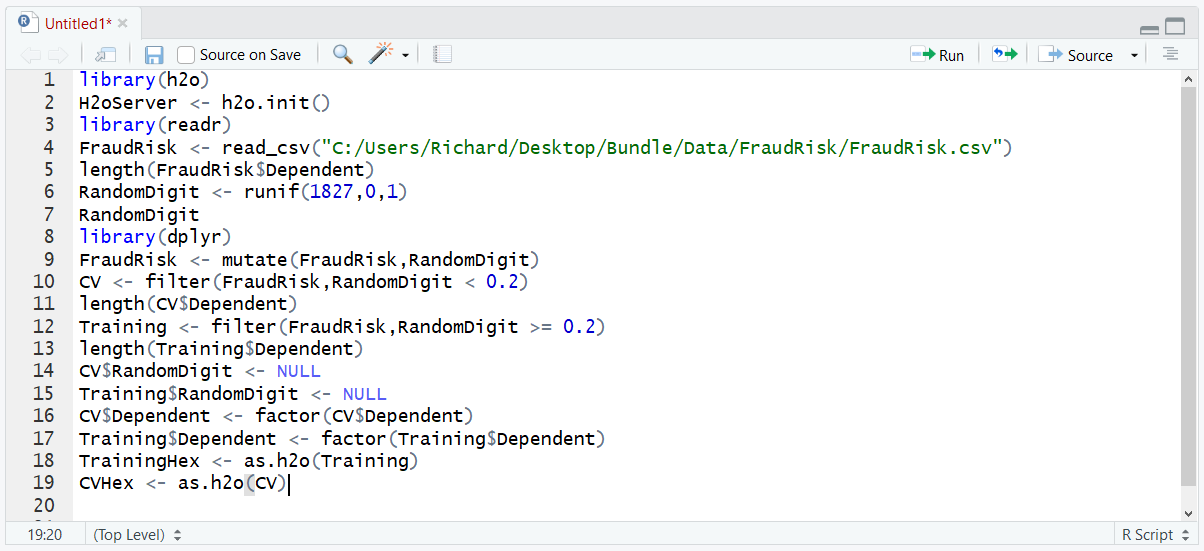 Untitled1*
Source on Save
Run
Source
1 library(h2o)
2 H2oServer <- h2o.init()
3 library(readr)
4 FraudRisk <- read_csv("C:/Users/Richard/Desktop/Bundle/Data/FraudRisk/FraudRisk.csv")
5 length(FraudRisk$Dependent)
6 RandomDigit <- runif(1827,0,1)
7 RandomDigit
8 library(dplyr)
9 FraudRisk <- mutate(FraudRisk,RandomDigit)
10 CV <- filter(FraudRisk,RandomDigit < 0.2)
11 length(CV$Dependent)
12 Training <- filter(FraudRisk,RandomDigit >= 0.2)
13 length(Training$Dependent)
14 CV$RandomDigit <- NULL
15 Training$RandomDigit <- NULL
16 CV$Dependent <- factor(CV$Dependent)
17 Training$Dependent <- factor(Training$Dependent)
18 TrainingHex <- as.h2o(Training)
19 CVHex <- as.h2o(CV)
20
19:20 (Top Level) R Script